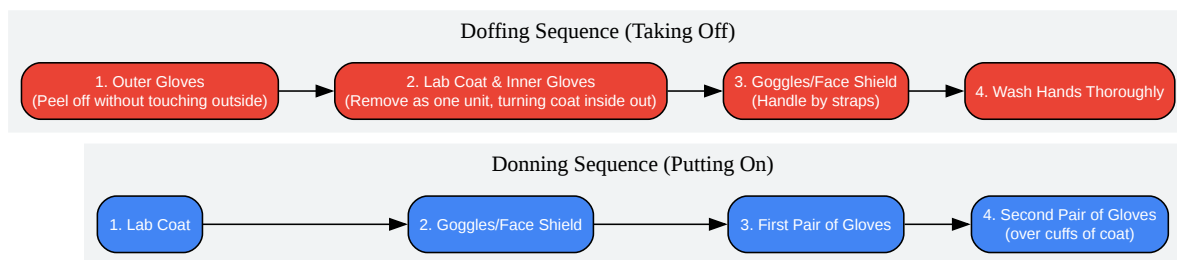 Doffing Sequence (Taking Off)
1. Outer Gloves
(Peel off without touching outside)
2. Lab Coat & Inner Gloves
(Remove as one unit, turning coat inside out)
3. Goggles/Face Shield
(Handle by straps)
4. Wash Hands Thoroughly
Donning Sequence (Putting On)
1. Lab Coat
2. Goggles/Face Shield
3. First Pair of Gloves
4. Second Pair of Gloves
(over cuffs of coat)